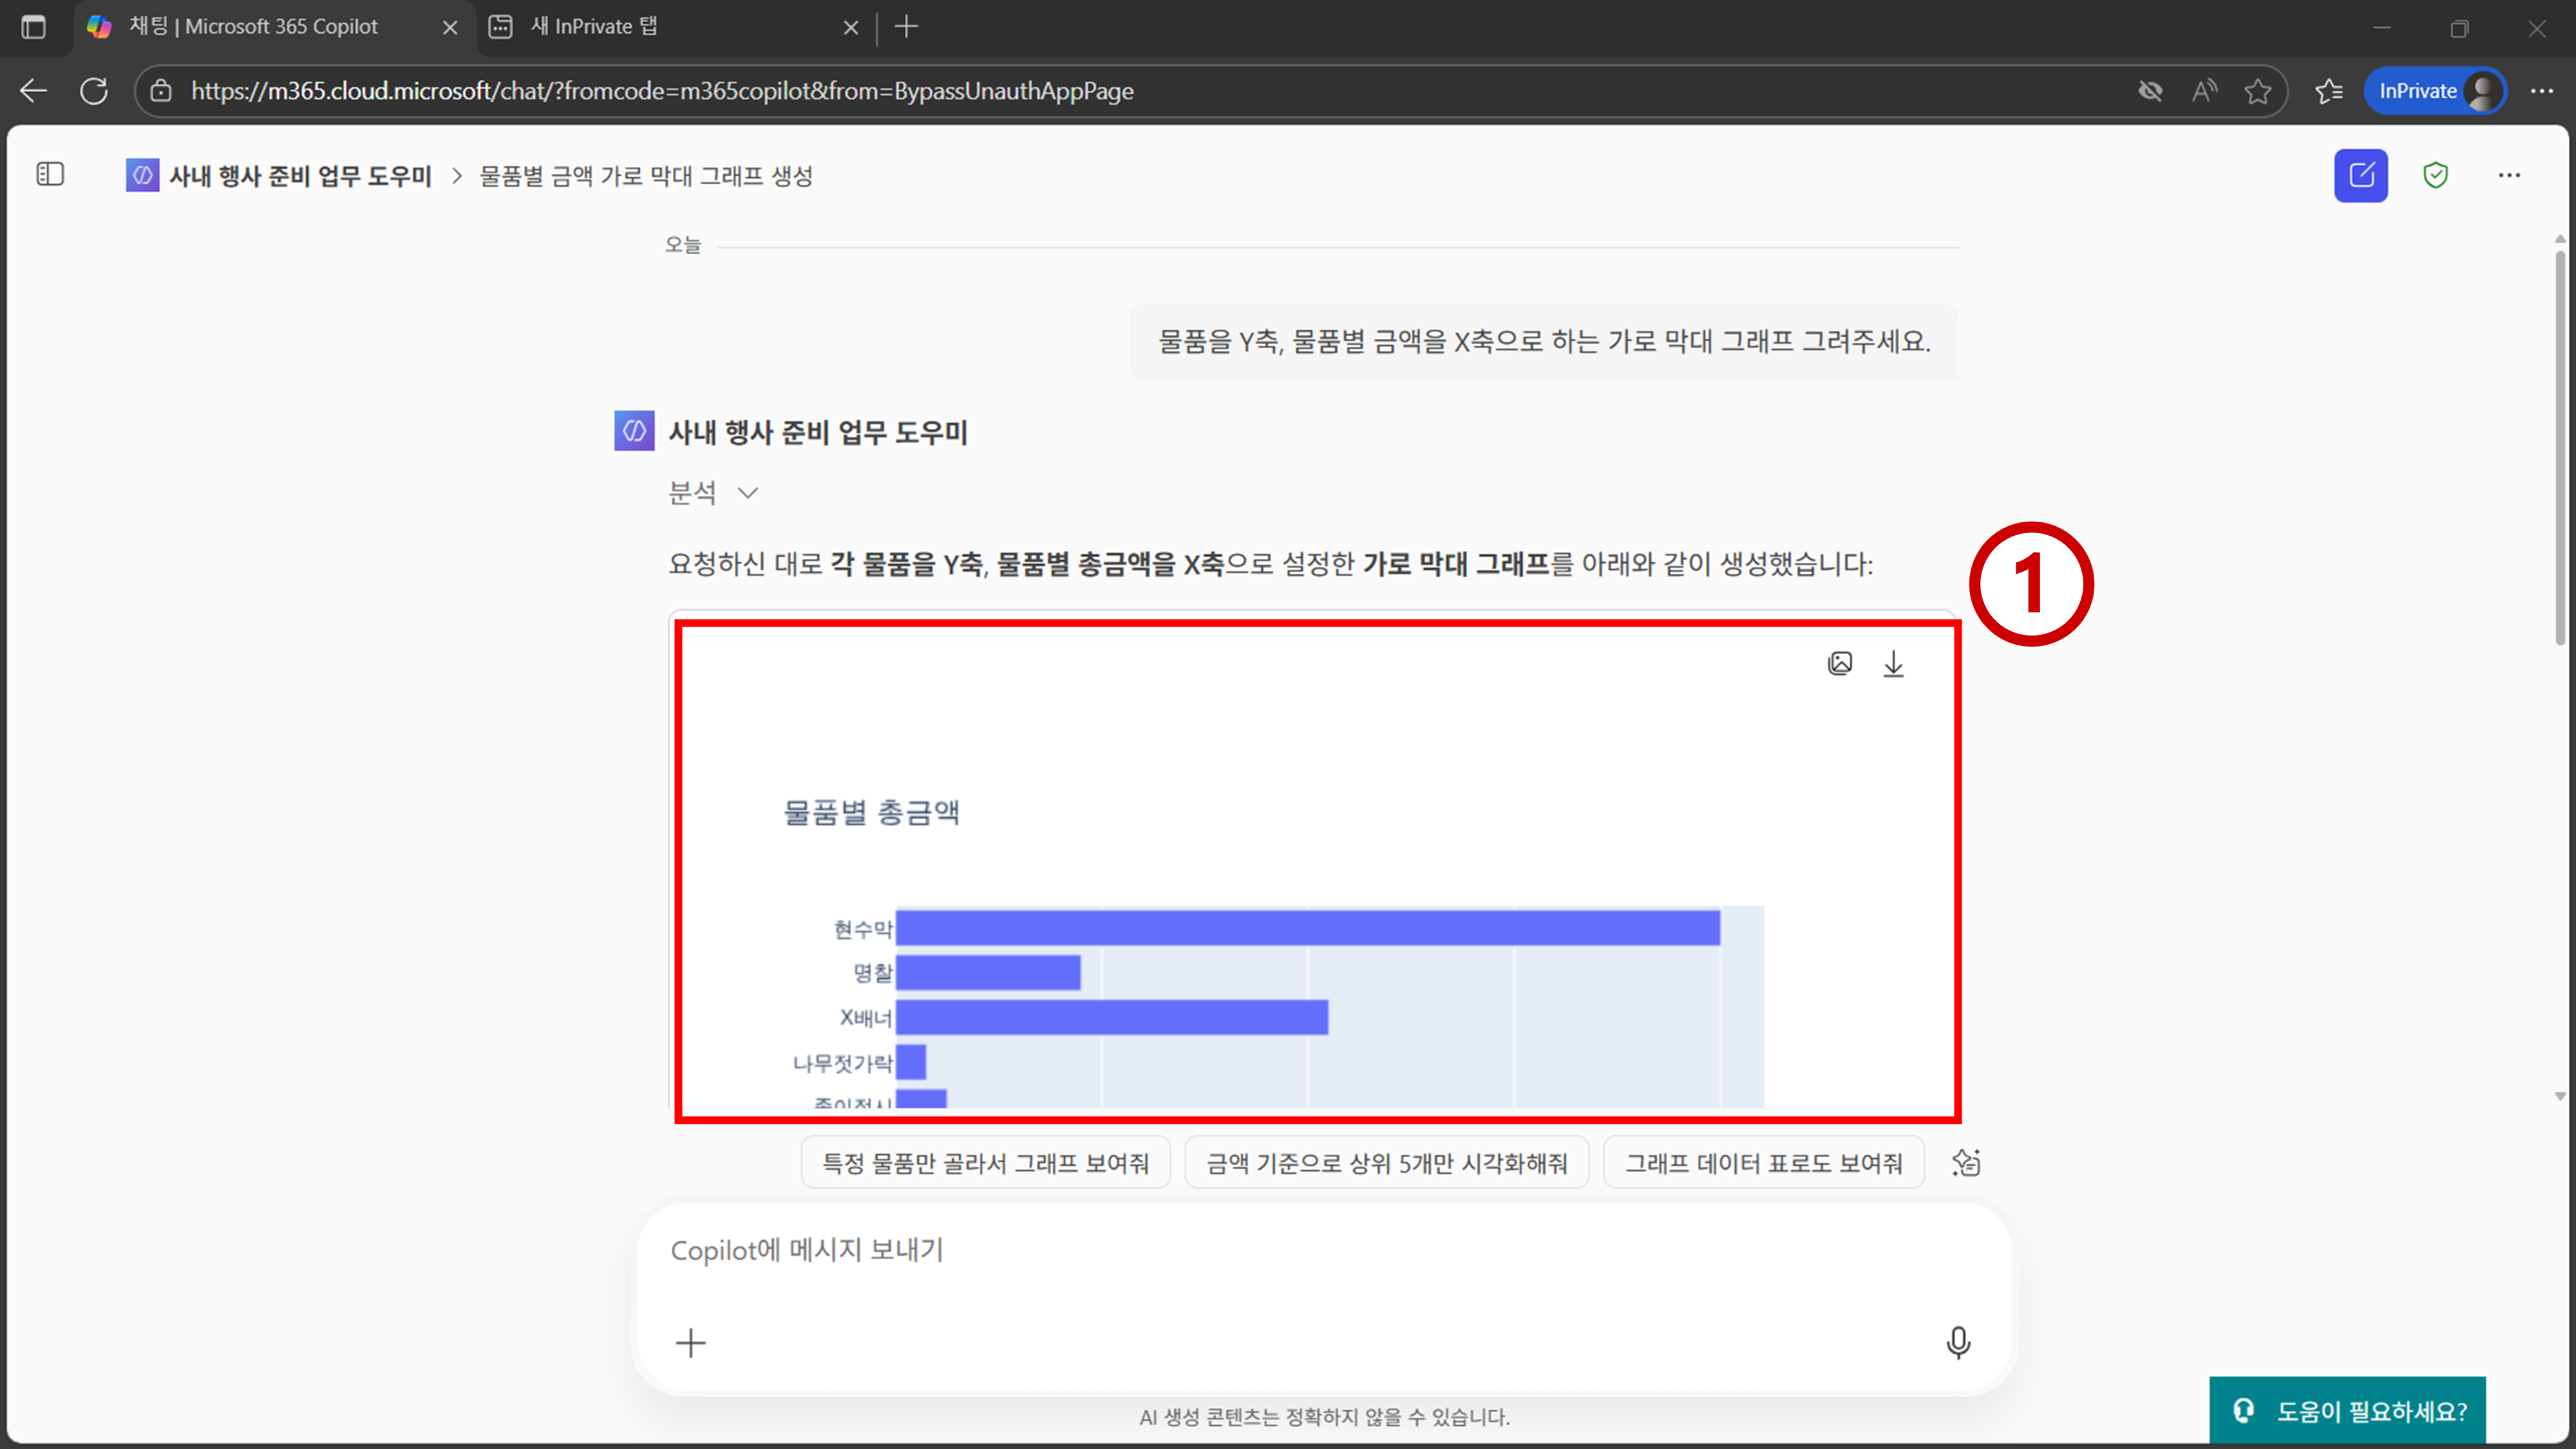 채팅 | Microsoft 365 Copilot
새 InPrivate 탭
https://m365.cloud.microsoft/chat/?fromcode=m365copilot&from=BypassUnauthAppPage
InPrivate
사내 행사 준비 업무 도우미 > 물품별 금액 가로 막대 그래프 생성
오늘
물품을 Y축, 물품별 금액을 X축으로 하는 가로 막대 그래프 그려주세요.
사내 행사 준비 업무 도우미
분석
요청하신 대로 각 물품을 Y축, 물품별 총금액을 X축으로 설정한 가로 막대 그래프를 아래와 같이 생성했습니다:
1
물품별 총금액
현수막
명찰
X배너
나무젓가락
특정 물품만 골라서 그래프 보여줘
금액 기준으로 상위 5개만 시각화해줘
그래프 데이터 표로도 보여줘
Copilot에 메시지 보내기
AI 생성 콘텐츠는 정확하지 않을 수 있습니다.
도움이 필요하세요?